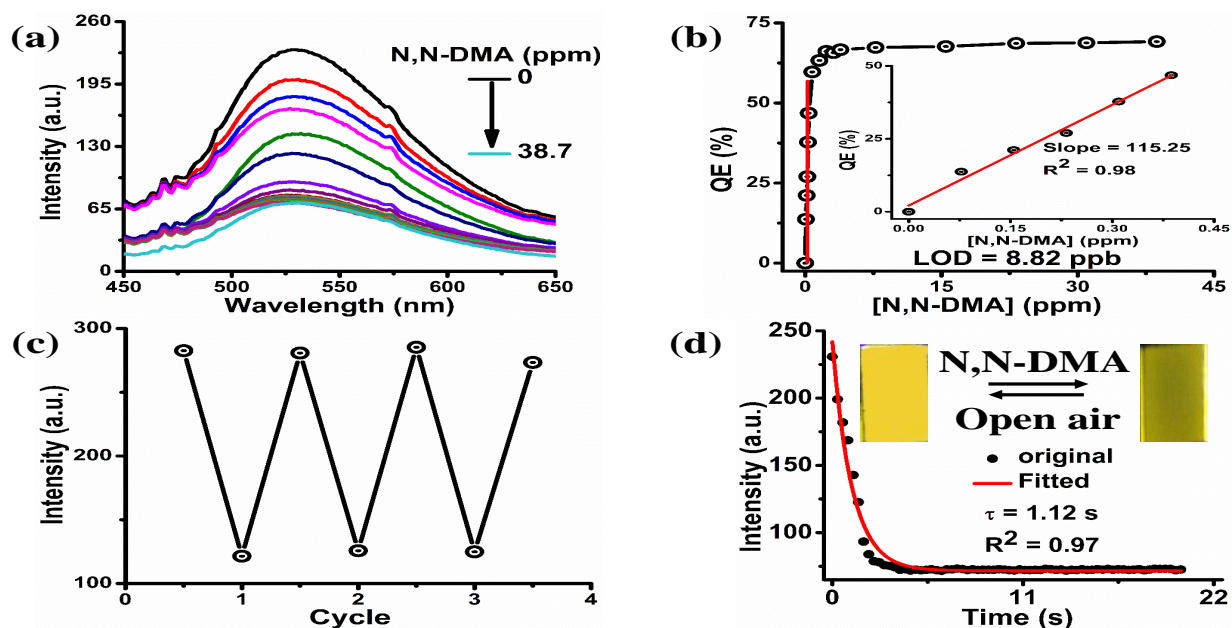 (a)
260
195
130
65
0
Intensity (a.u.)
N,N-DMA (ppm)
0
38.7
450
500
550
600
650
Wavelength (nm)
(b)
75
50
25
0
QE (%)
50
25
0
QE (%)
Slope = 115.25
R2 = 0.98
0.00
0.15
0.30
0.45
[N,N-DMA] (ppm)
LOD = 8.82 ppb
0
15
30
45
[N,N-DMA] (ppm)
(c)
300
200
100
Intensity (a.u.)
0
1
2
3
4
Cycle
(d)
250
200
150
100
Intensity (a.u.)
N,N-DMA
Open air
original
Fitted
τ = 1.12 s
R2 = 0.97
0
11
22
Time (s)